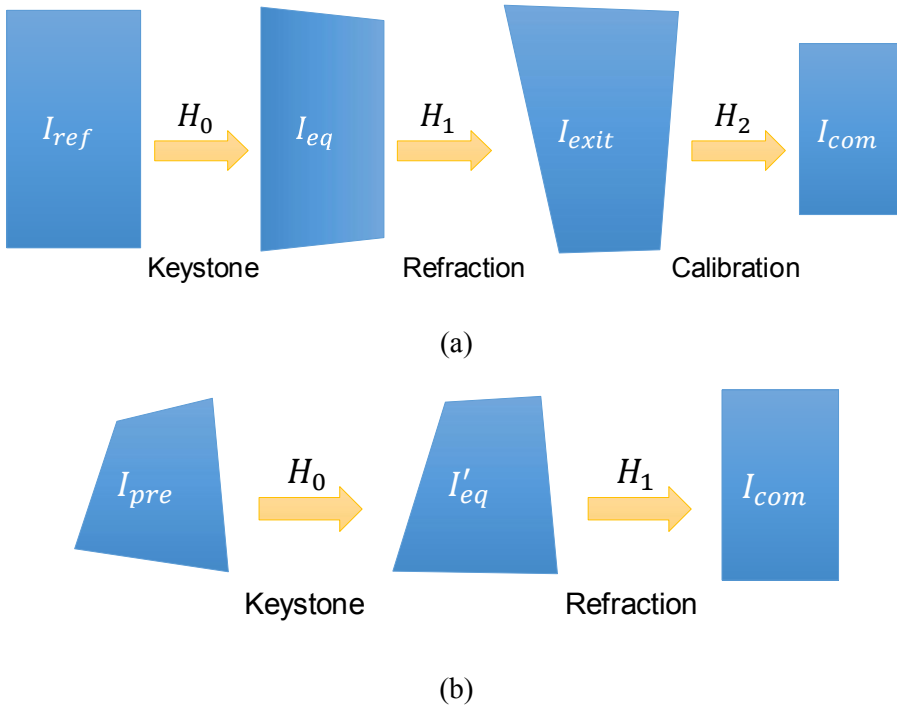 I_ref H_0 I_eq H_1 I_exit H_2 I_com
Keystone Refraction Calibration
(a)
I_pre H_0 I'_eq H_1 I_com
Keystone Refraction
(b)